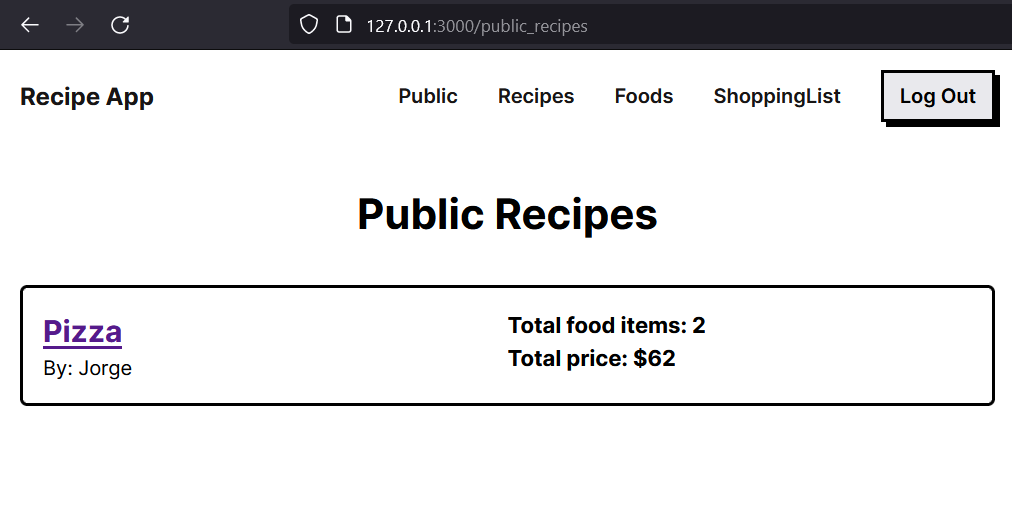 127.0.0.1:3000/public_recipes
Recipe App Public Recipes Foods ShoppingList Log Out
Public Recipes
Pizza Total food items: 2
By: Jorge Total price: $62